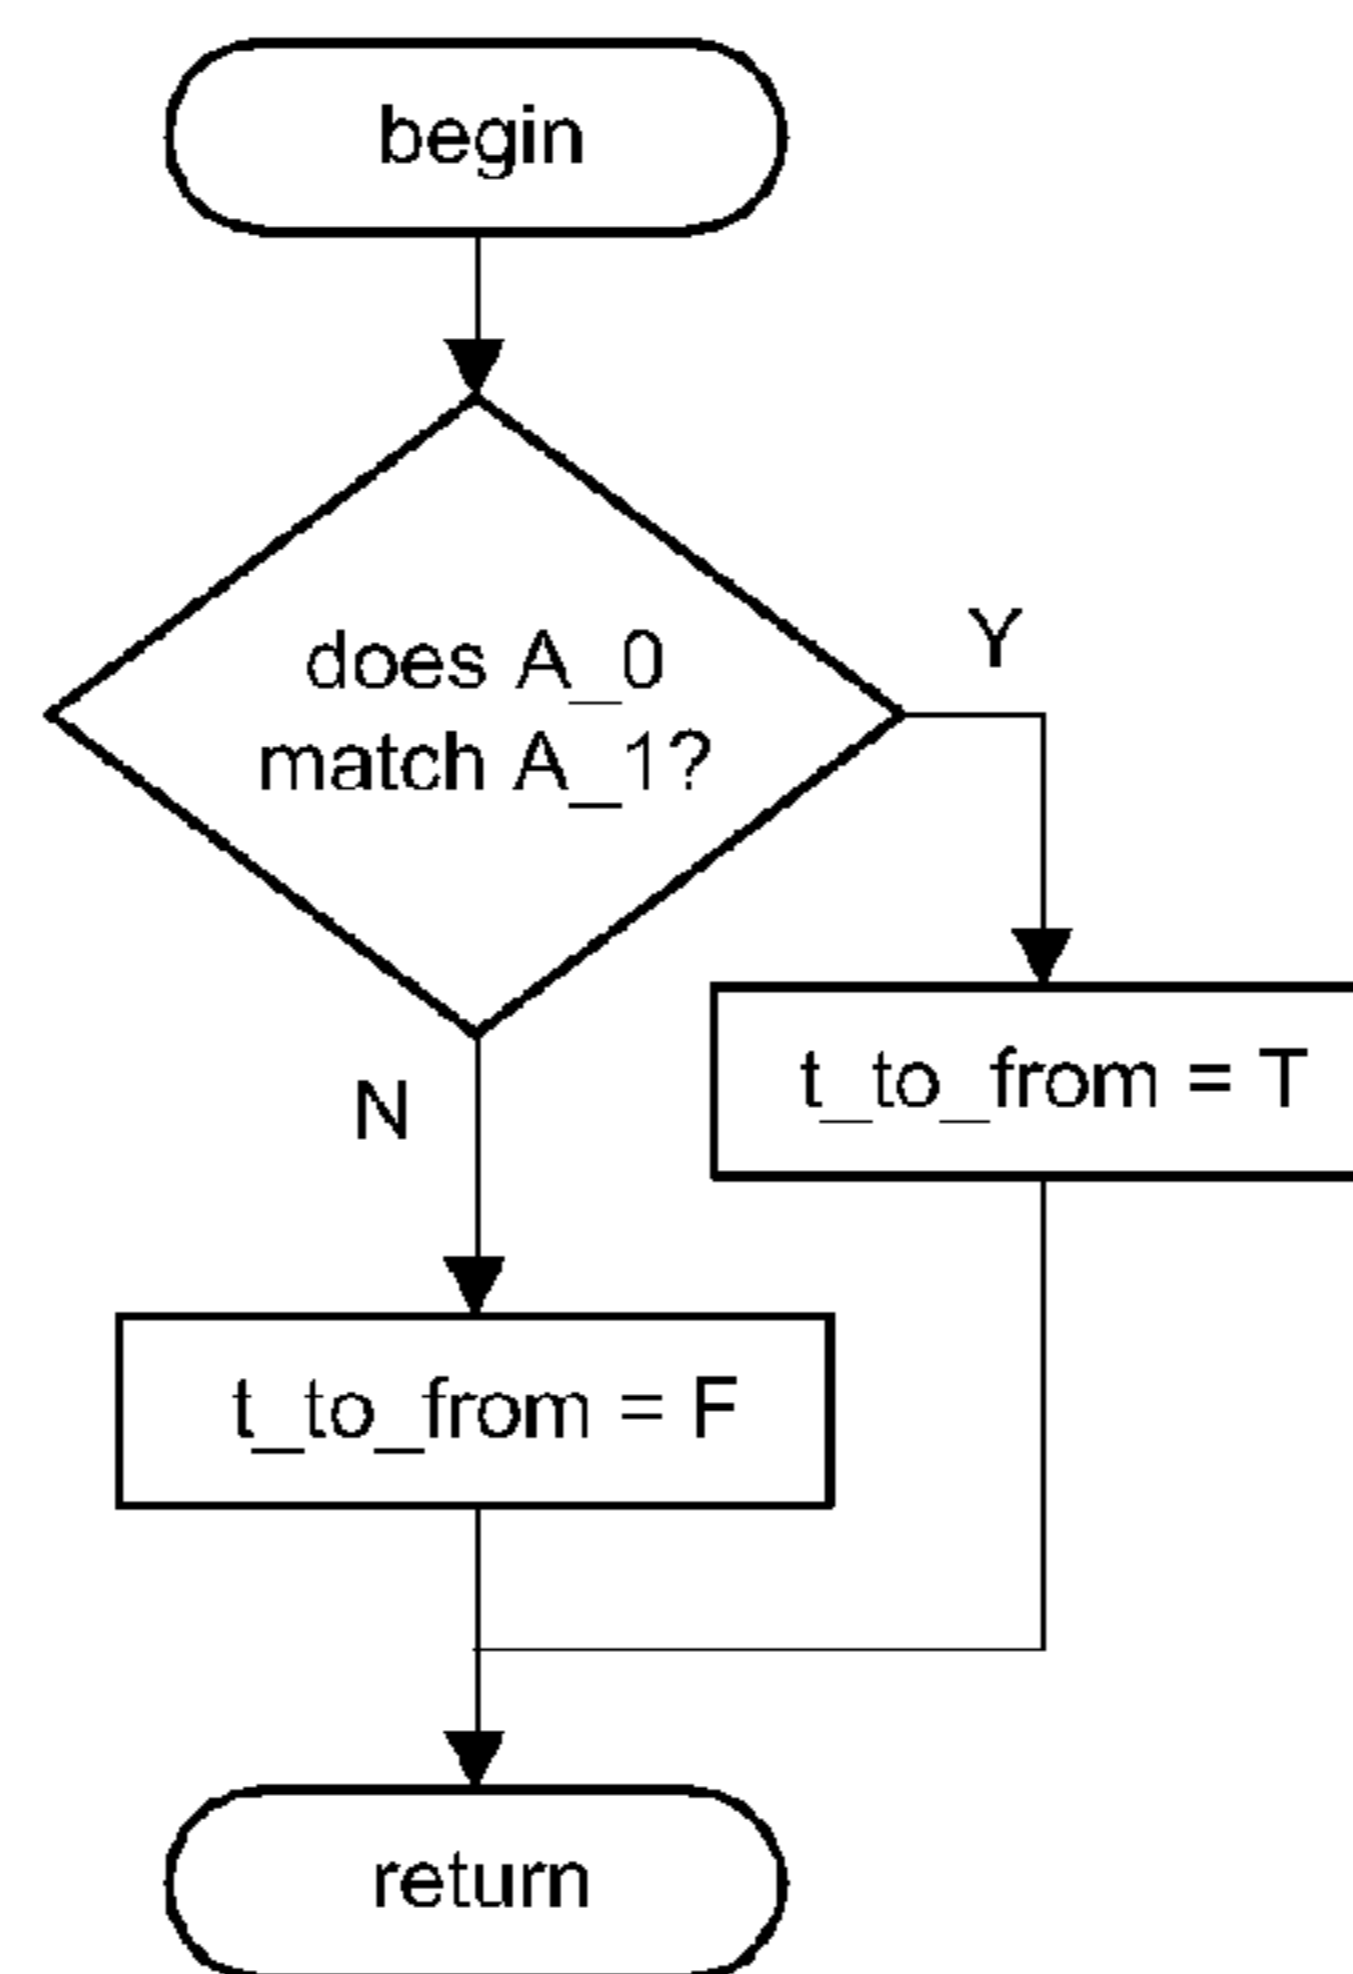 begin
does A_0
match A_1?
Y
N
t_to_from = T
t_to_from = F
return